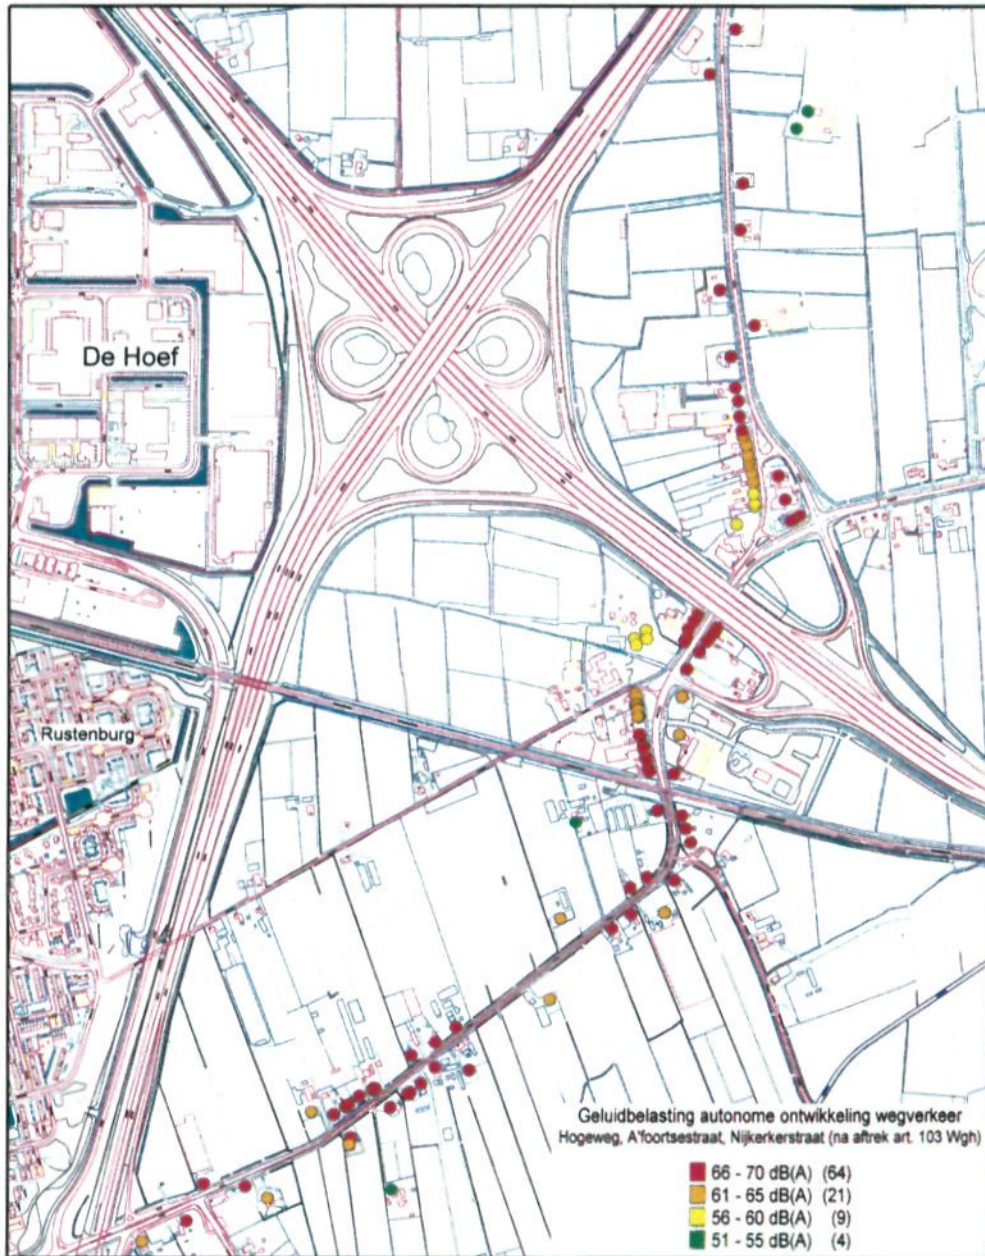 De Hoef
Rustenburg
Geluidbelasting autonome ontwikkeling wegverkeer
Hogeweg, A'foortsestraat, Nijkerkerstraat (na aftrek art. 103 Wgh)
66 - 70 dB(A) (64)
61 - 65 dB(A) (21)
56 - 60 dB(A) (9)
51 - 55 dB(A) (4)